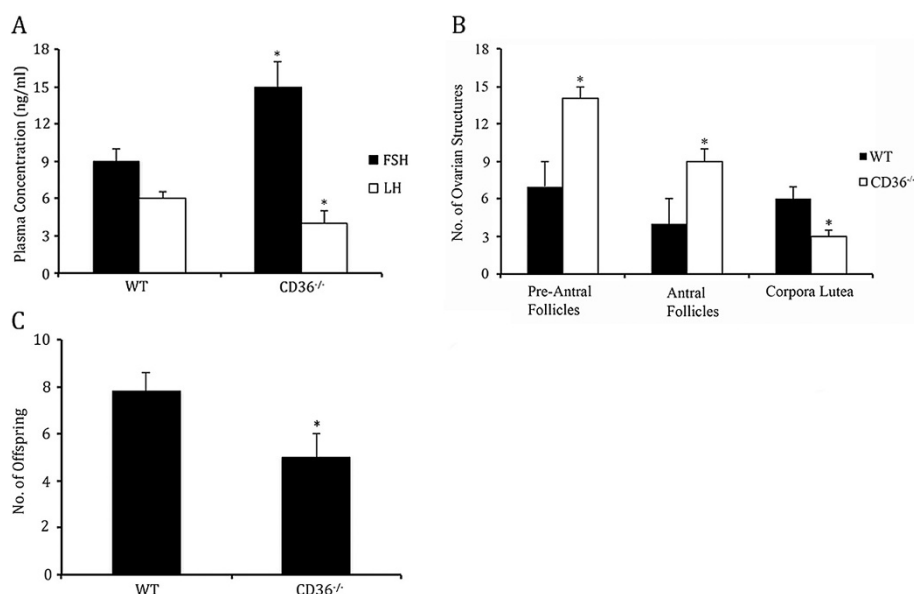 A
Plasma Concentration (ng/ml)
18
15
12
9
6
3
0
*
*
FSH
LH
WT
CD36⁻/⁻
B
No. of Ovarian Structures
18
15
12
9
6
3
0
*
*
*
WT
CD36⁻/⁻
Pre-Antral
Follicles
Antral
Follicles
Corpora Lutea
C
No. of Offspring
10
8
6
4
2
0
*
WT
CD36⁻/⁻